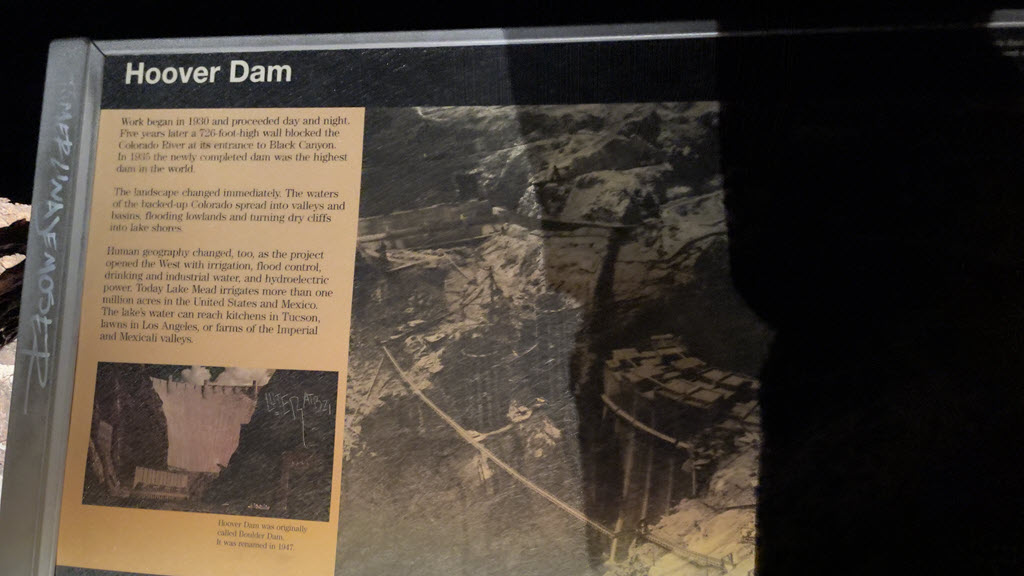 Hoover Dam
Work began in 1930 and proceeded day and night.
Five years later a 726-foot-high wall blocked the
Colorado River at its entrance to Black Canyon.
In 1935 the newly completed dam was the highest
dam in the world.
The landscape changed immediately. The waters
of the backed-up Colorado spread into valleys and
basins, flooding lowlands and turning dry cliffs
into lake shores.
Human geography changed, too, as the project
opened the West with irrigation, flood control,
drinking and industrial water, and hydroelectric
power. Today Lake Mead irrigates more than one
million acres in the United States and Mexico.
The lake's water can reach kitchens in Tucson,
lawns in Los Angeles, or farms of the Imperial
and Mexicali valleys.
Hoover Dam was originally
called Boulder Dam.
It was renamed in 1947.